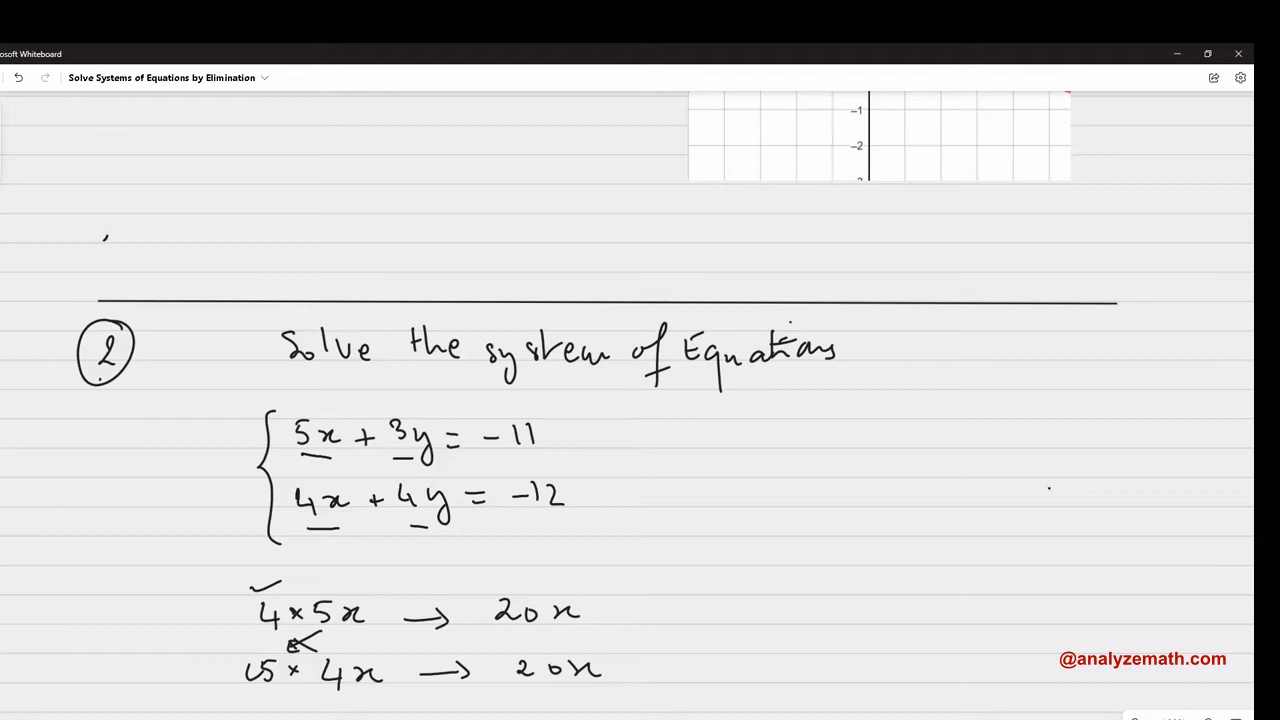 osoft Whiteboard
Solve Systems of Equations by Elimination
-1
-2
2 Solve the system of Equations
5x + 3y = -11
4x + 4y = -12
4 × 5x → 20x
5 × 4x → 20x
@analyzemath.com